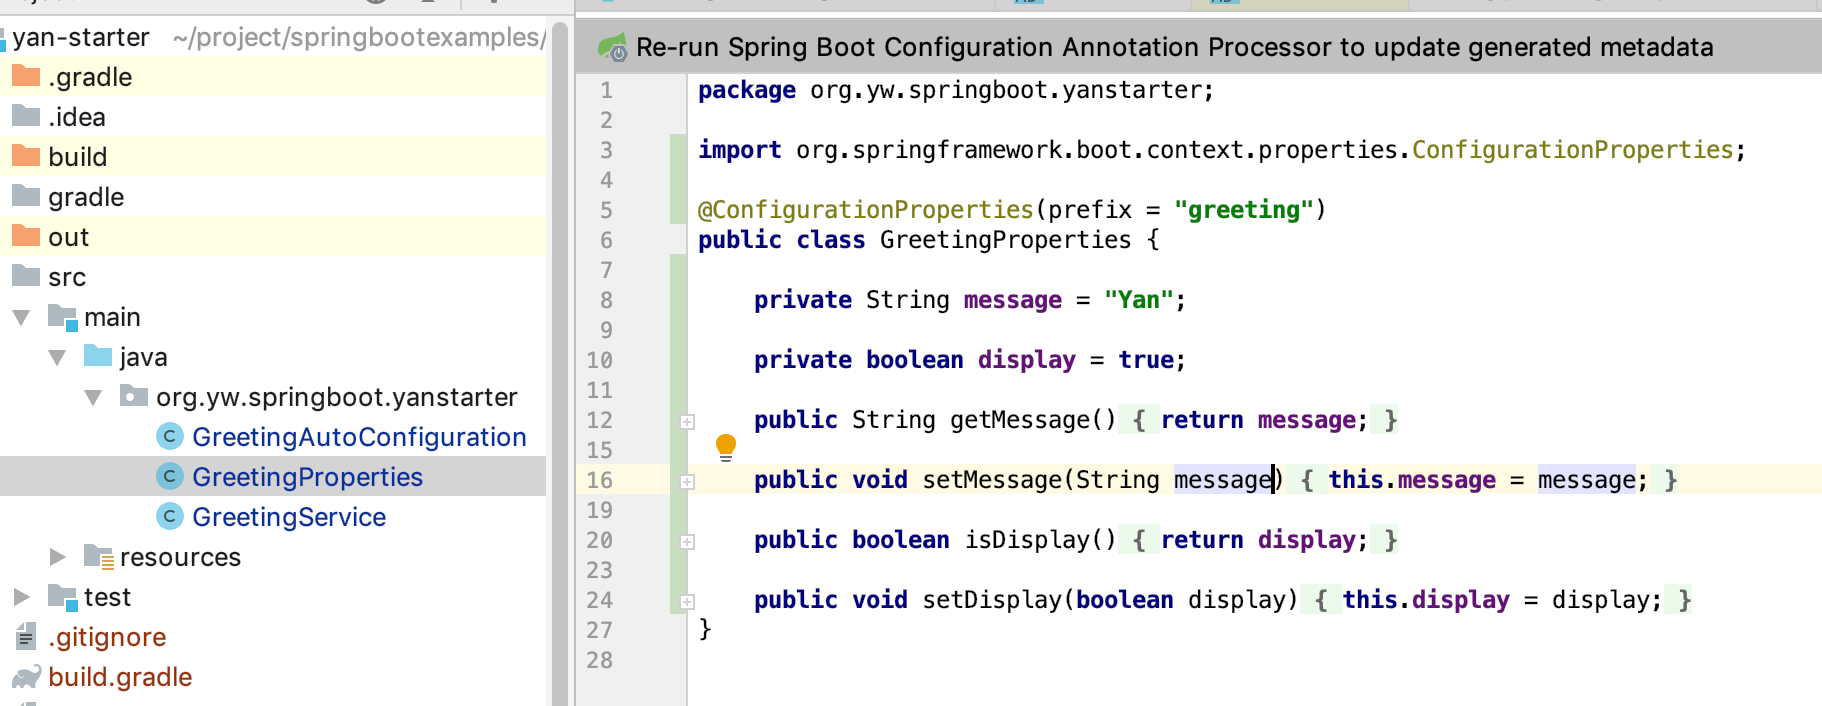 yan-starter ~/project/springbootexamples/
.gradle
.idea
build
gradle
out
src
main
java
org.yw.springboot.yanstarter
C GreetingAutoConfiguration
C GreetingProperties
C GreetingService
resources
test
.gitignore
build.gradle
Re-run Spring Boot Configuration Annotation Processor to update generated metadata
1 package org.yw.springboot.yanstarter;
2
3 import org.springframework.boot.context.properties.ConfigurationProperties;
4
5 @ConfigurationProperties(prefix = "greeting")
6 public class GreetingProperties {
7
8 private String message = "Yan";
9
10 private boolean display = true;
11
12 public String getMessage() { return message; }
15
16 public void setMessage(String message) { this.message = message; }
19
20 public boolean isDisplay() { return display; }
23
24 public void setDisplay(boolean display) { this.display = display; }
27 }
28